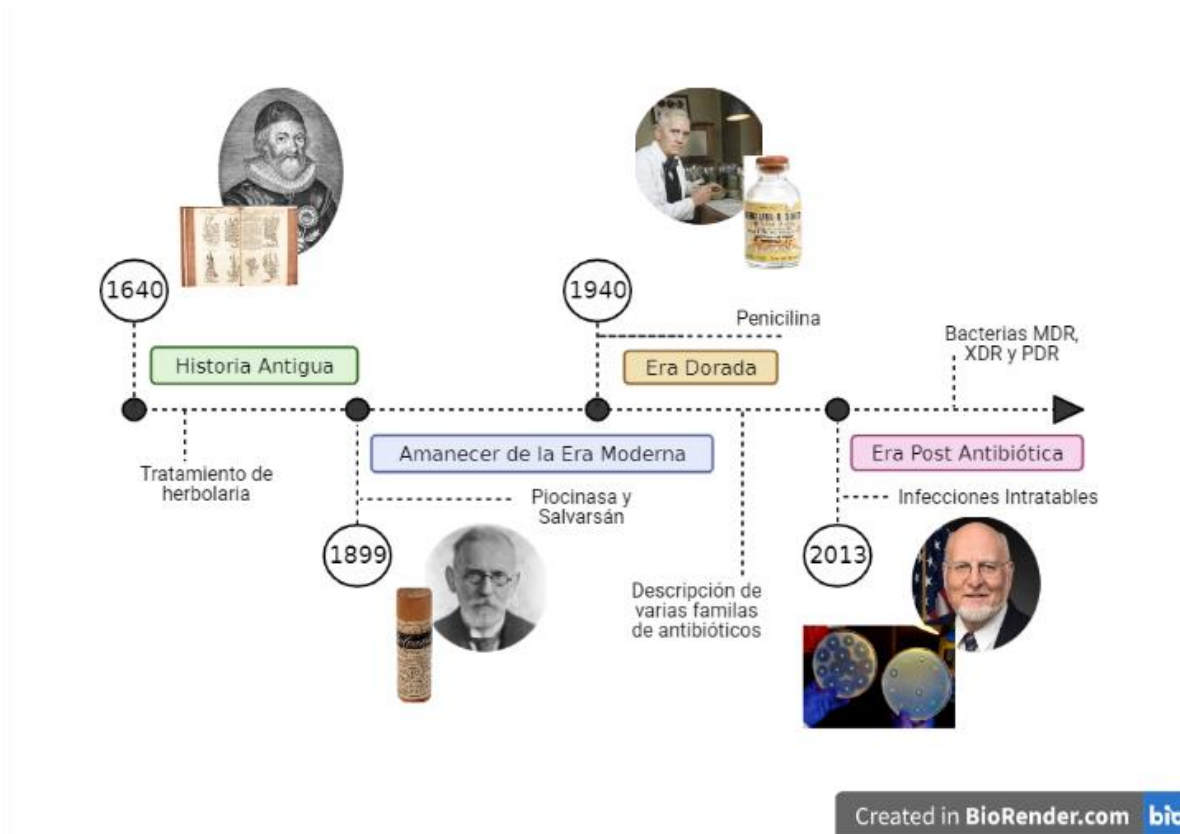 1640
1940
Penicilina
Bacterias MDR,
XDR y PDR
Historia Antigua
Era Dorada
Amanecer de la Era Moderna
Era Post Antibiótica
Tratamiento de
herbolaria
Piocinasa y
Salvarsán
Infecciones Intratables
1899
2013
Descripción de
varias familas
de antibióticos
Created in BioRender.com